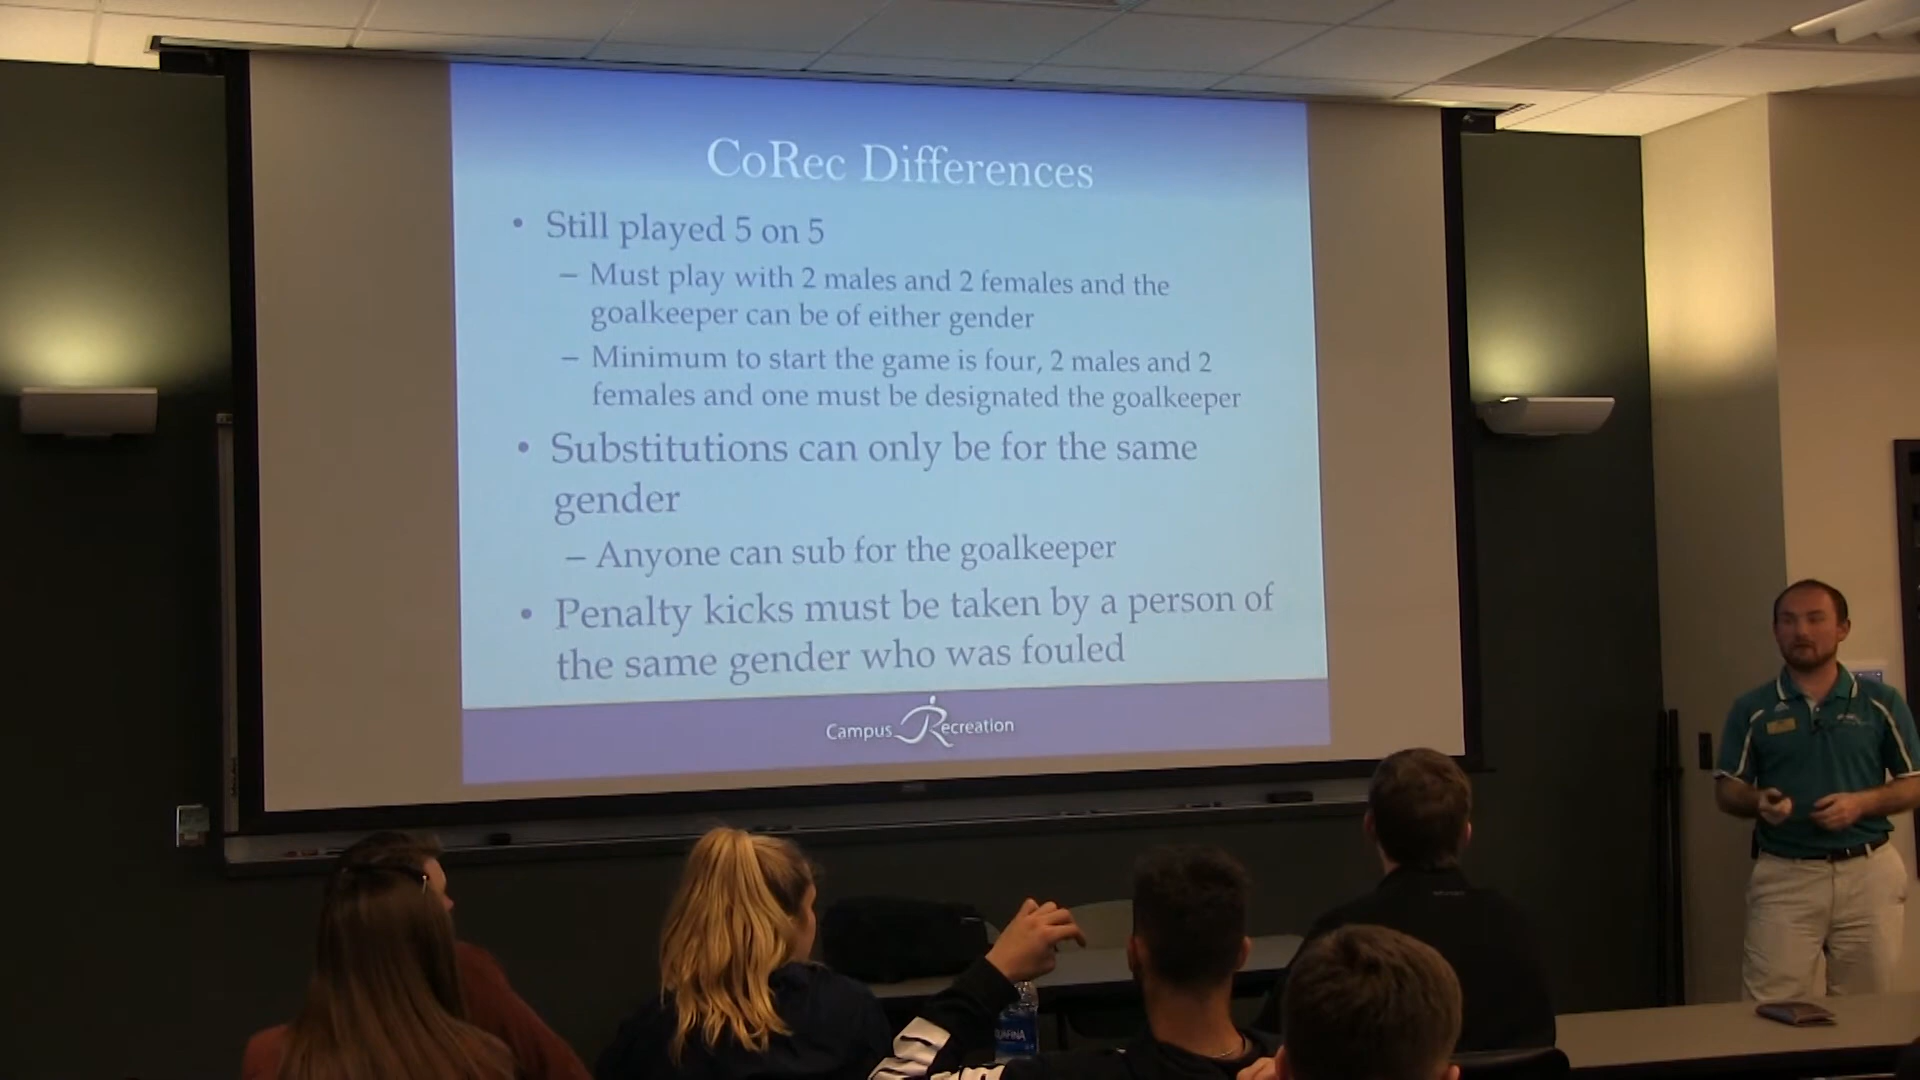 CoRec Differences
• Still played 5 on 5
– Must play with 2 males and 2 females and the
goalkeeper can be of either gender
– Minimum to start the game is four, 2 males and 2
females and one must be designated the goalkeeper
• Substitutions can only be for the same
gender
– Anyone can sub for the goalkeeper
• Penalty kicks must be taken by a person of
the same gender who was fouled
Campus Recreation
AQUAFINA